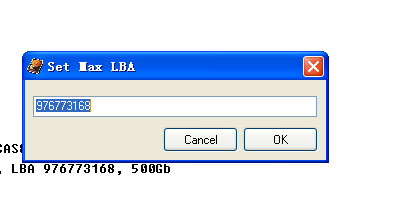 Set Max LBA
976773168
Cancel OK
, LBA 976773168, 500Gb